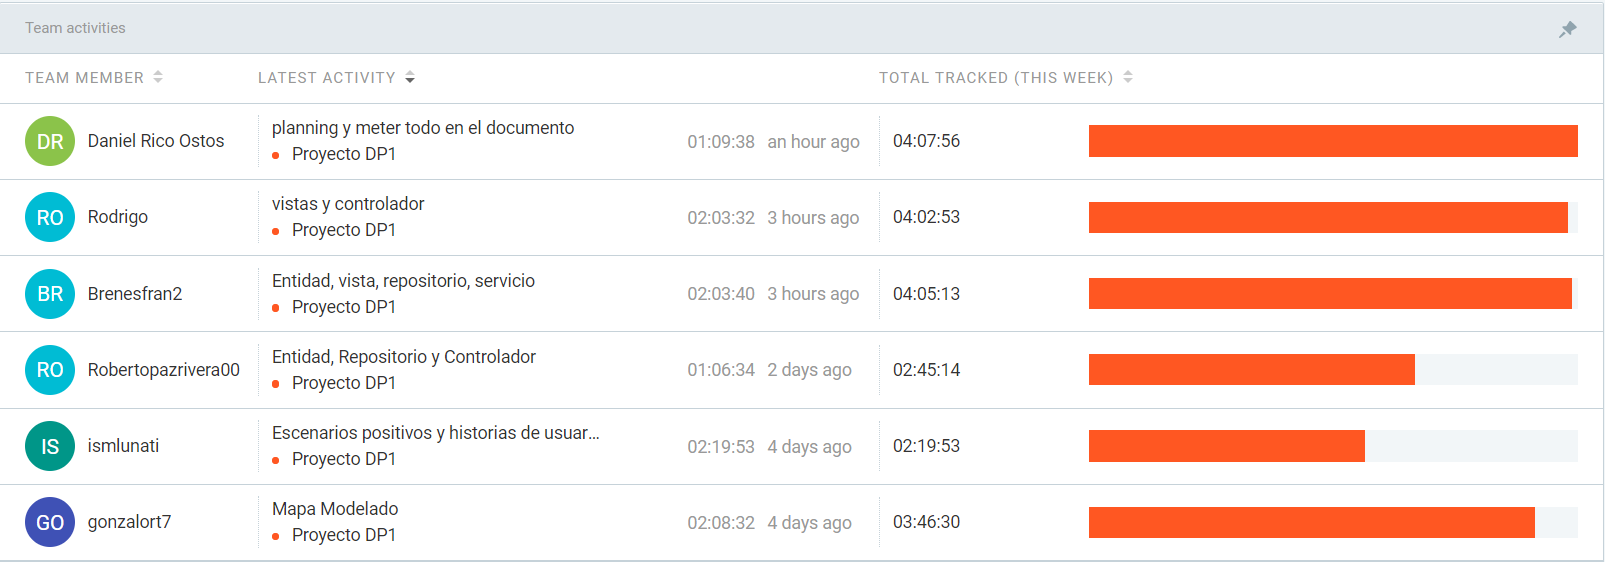 Team activities
TEAM MEMBER LATEST ACTIVITY TOTAL TRACKED (THIS WEEK)
DR Daniel Rico Ostos planning y meter todo en el documento 01:09:38 an hour ago 04:07:56
Proyecto DP1
RO Rodrigo vistas y controlador 02:03:32 3 hours ago 04:02:53
Proyecto DP1
BR Brenesfran2 Entidad, vista, repositorio, servicio 02:03:40 3 hours ago 04:05:13
Proyecto DP1
RO Robertopazrivera00 Entidad, Repositorio y Controlador 01:06:34 2 days ago 02:45:14
Proyecto DP1
IS ismlunati Escenarios positivos y historias de usuar... 02:19:53 4 days ago 02:19:53
Proyecto DP1
GO gonzalort7 Mapa Modelado 02:08:32 4 days ago 03:46:30
Proyecto DP1